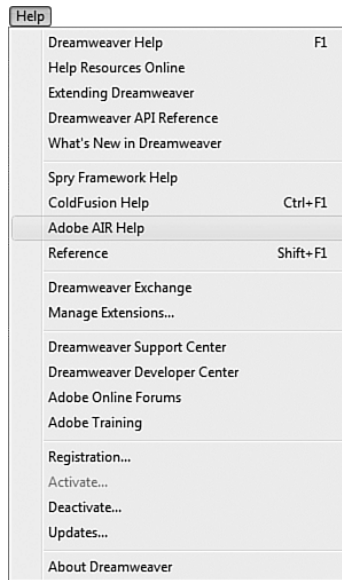 Help
Dreamweaver Help F1
Help Resources Online
Extending Dreamweaver
Dreamweaver API Reference
What's New in Dreamweaver
Spry Framework Help
ColdFusion Help Ctrl+F1
Adobe AIR Help
Reference Shift+F1
Dreamweaver Exchange
Manage Extensions...
Dreamweaver Support Center
Dreamweaver Developer Center
Adobe Online Forums
Adobe Training
Registration...
Activate...
Deactivate...
Updates...
About Dreamweaver